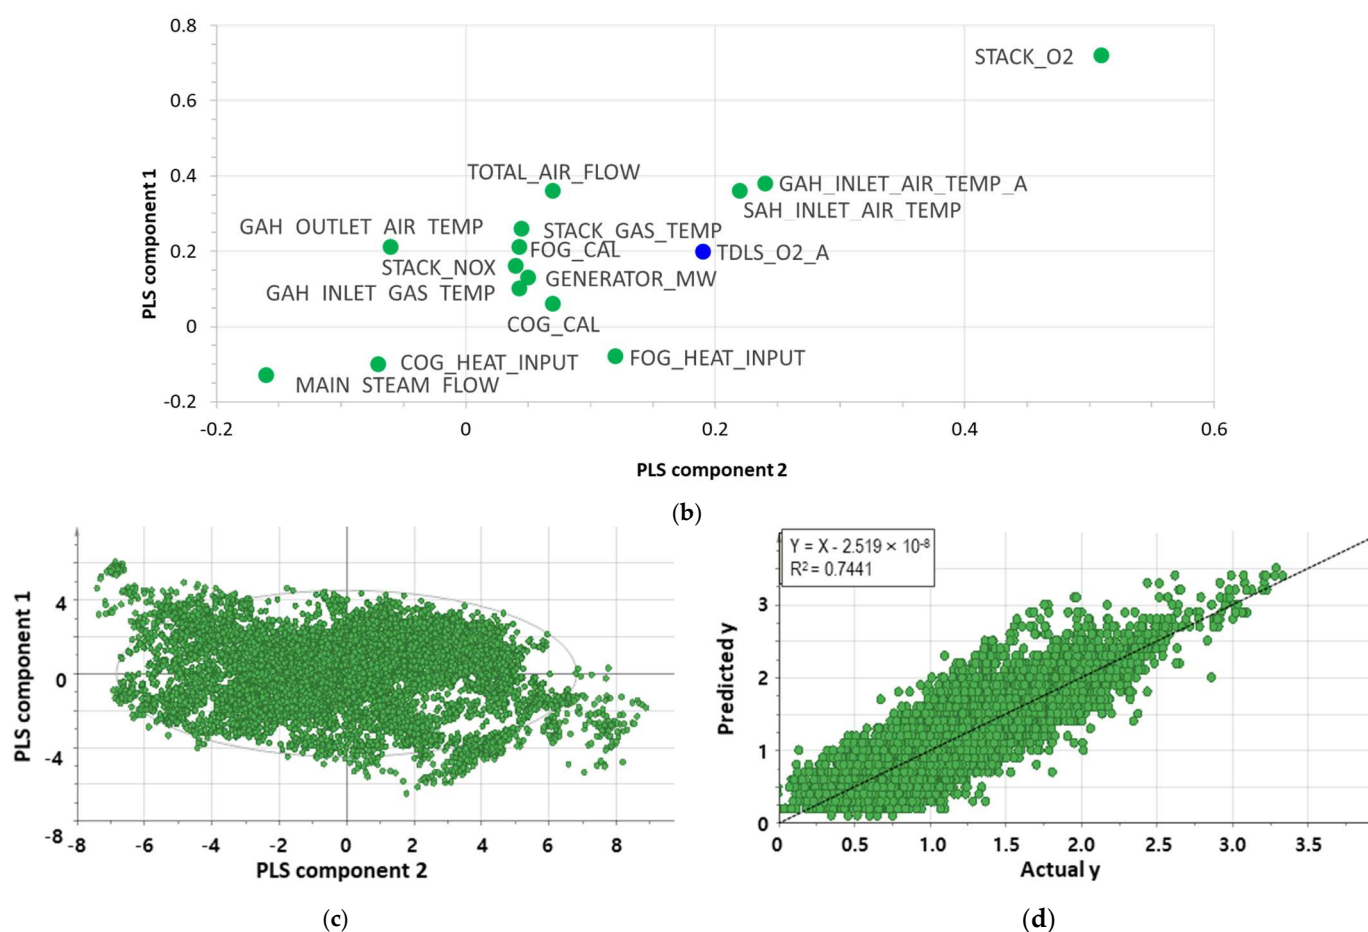 0.8
STACK_O2
0.6
TOTAL_AIR_FLOW
0.4
GAH_INLET_AIR_TEMP_A
SAH_INLET_AIR_TEMP
GAH OUTLET AIR TEMP
STACK_GAS_TEMP
FOG_CAL
TDLS_O2_A
0.2
STACK_NOX
GENERATOR_MW
GAH INLET GAS TEMP
COG_CAL
0
COG_HEAT_INPUT
FOG_HEAT_INPUT
MAIN STEAM FLOW
-0.2
PLS component 1
-0.2 0 0.2 0.4 0.6
PLS component 2
(b)
4
0
-4
-8
PLS component 1
-8 -6 -4 -2 0 2 4 6 8
PLS component 2
(c)
Y = X - 2.519 × 10-8
R2 = 0.7441
3
2
1
0
Predicted y
0.5 1.0 1.5 2.0 2.5 3.0 3.5
Actual y
(d)